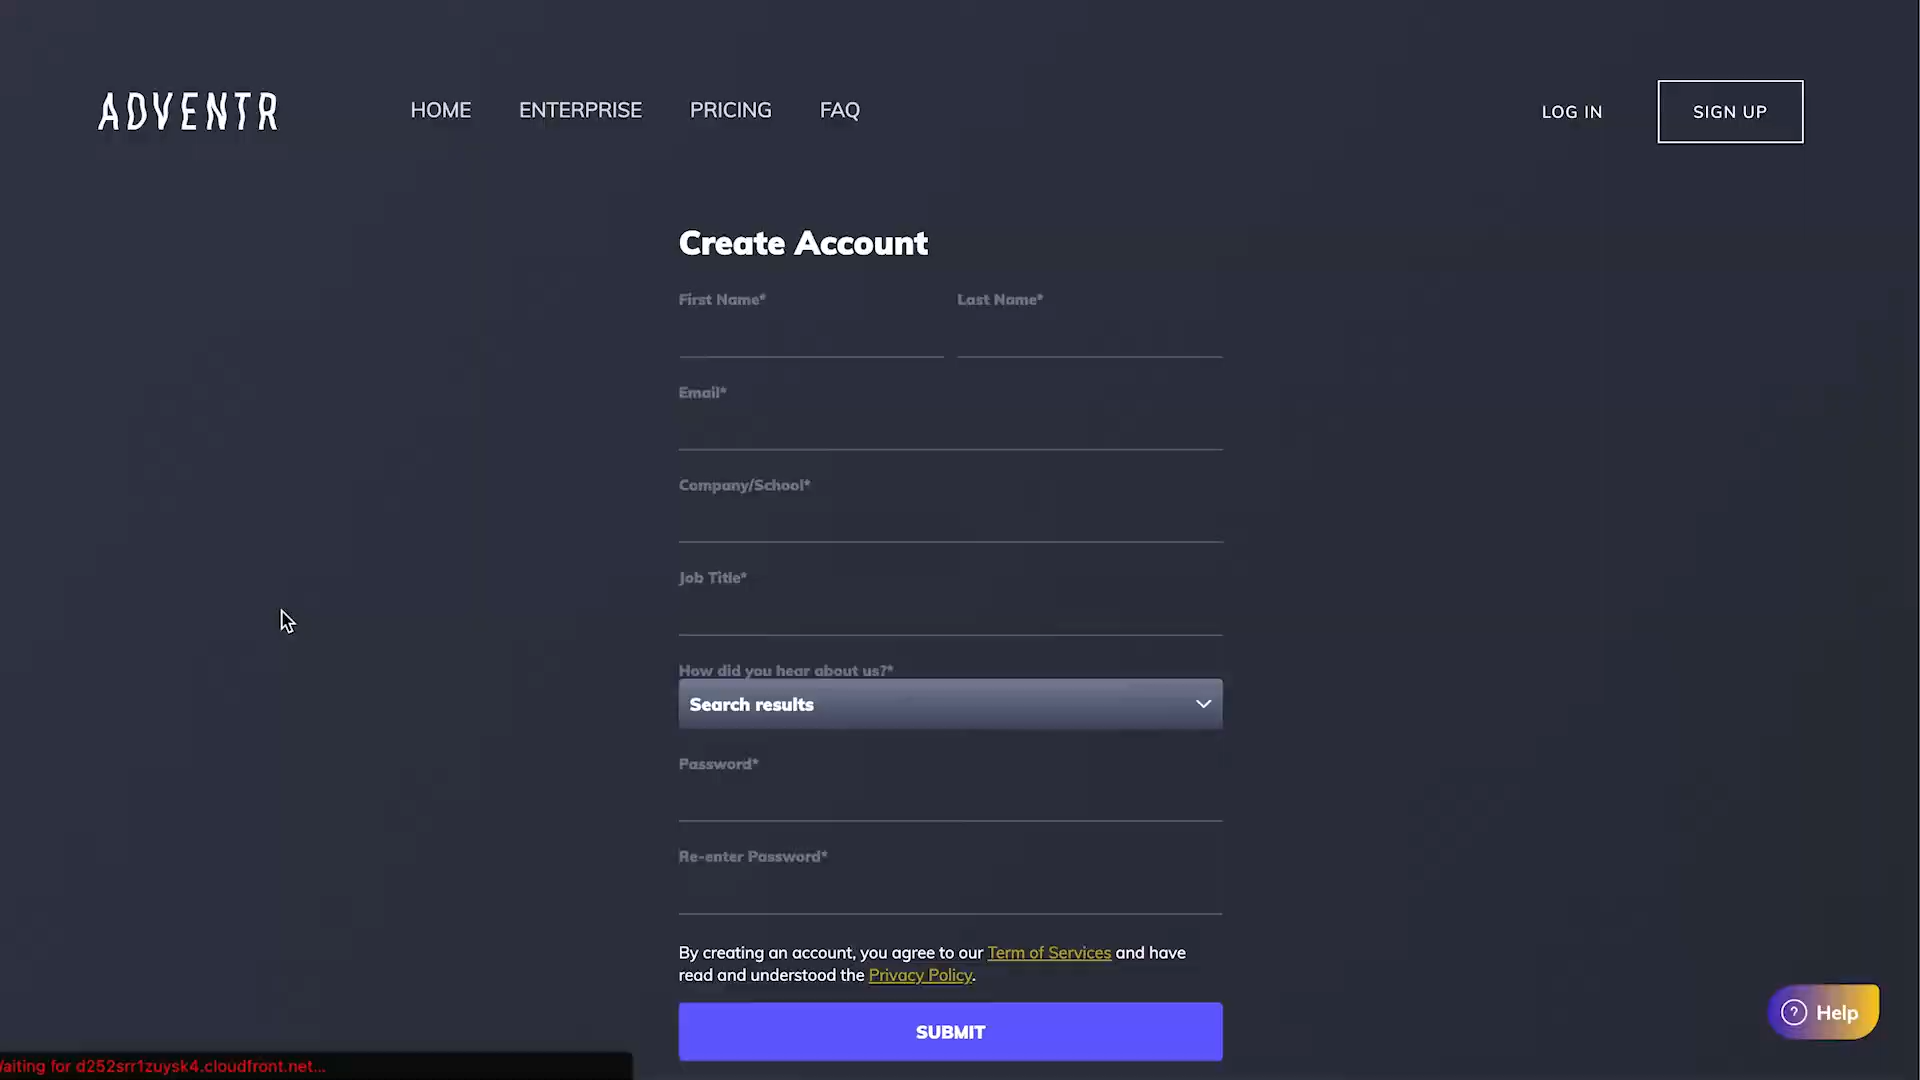 ADVENTR
HOME ENTERPRISE PRICING FAQ
LOG IN SIGN UP
Create Account
First Name* Last Name*
Email*
Company/School*
Job Title*
How did you hear about us?*
Search results
Password*
Re-enter Password*
By creating an account, you agree to our Term of Services and have
read and understood the Privacy Policy.
SUBMIT
? Help
aiting for d252srr1zuysk4.cloudfront.net...